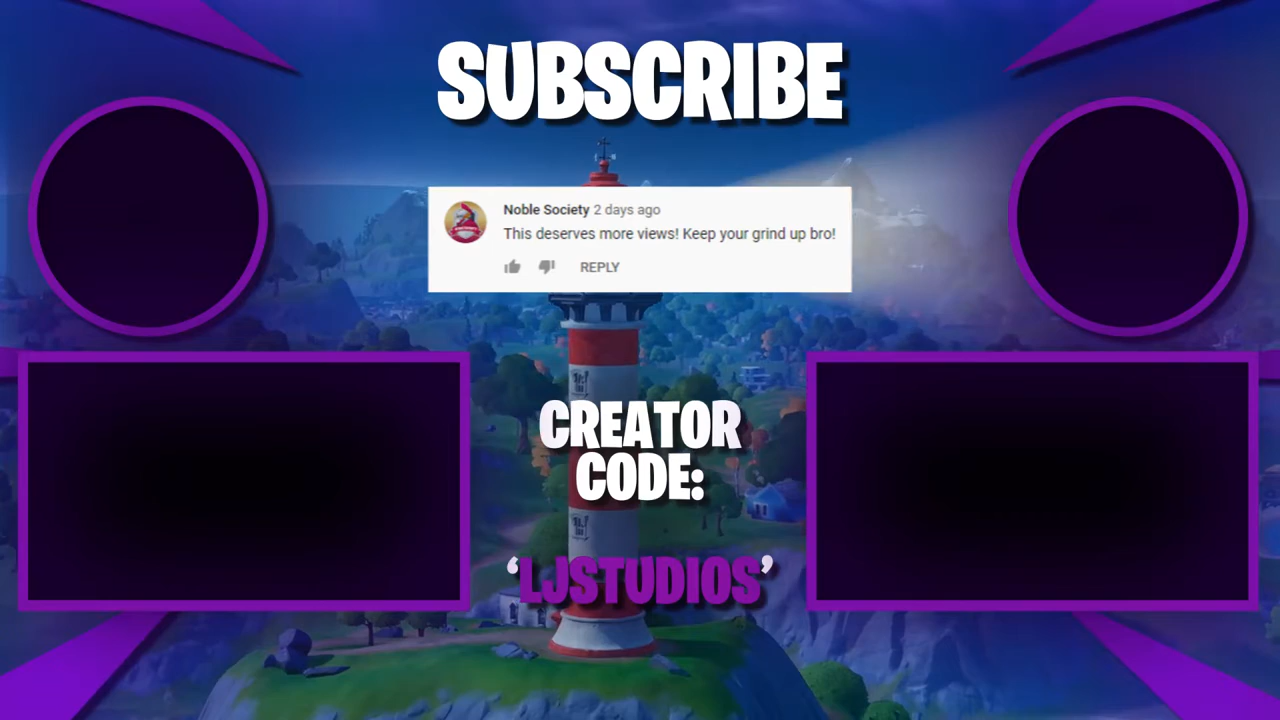 SUBSCRIBE
Noble Society 2 days ago
This deserves more views! Keep your grind up bro!
REPLY
CREATOR
CODE:
‘LJSTUDIOS’